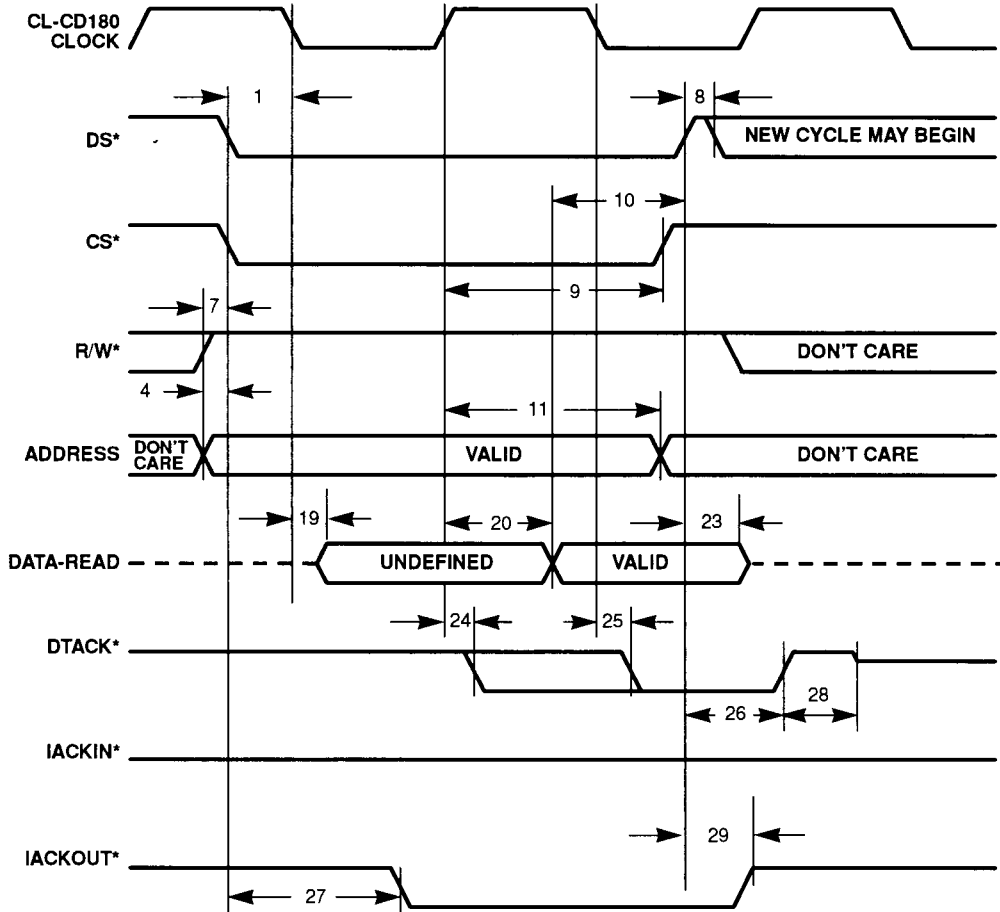 CL-CD180
CLOCK
1
8
DS*
NEW CYCLE MAY BEGIN
10
CS*
9
7
R/W*
DON'T CARE
4
11
ADDRESS
DON'T
CARE
VALID
DON'T CARE
19
20
23
DATA-READ
UNDEFINED
VALID
24
25
DTACK*
28
26
IACKIN*
29
IACKOUT*
27